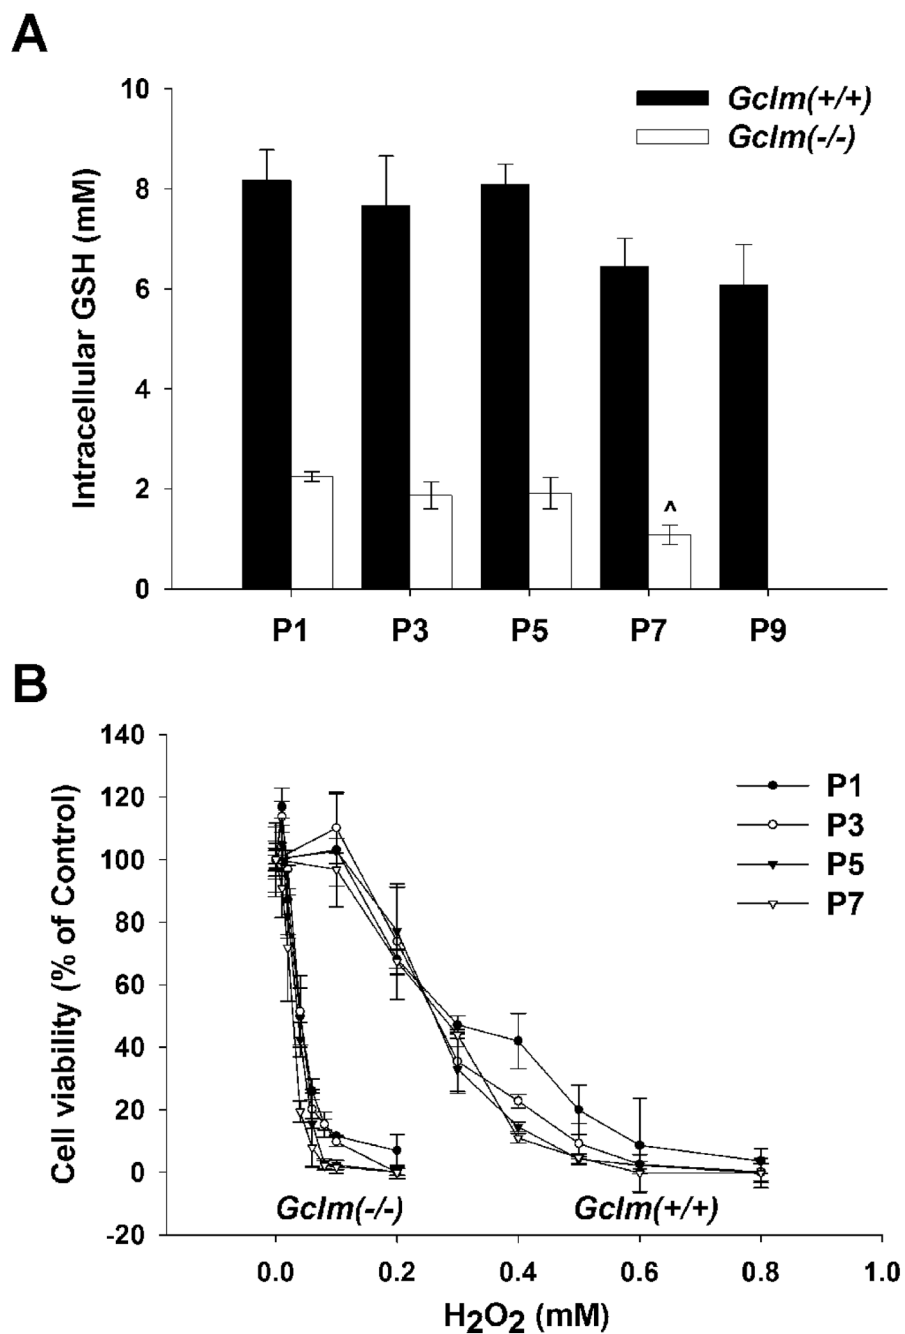 A
10
8
6
4
2
0
Intracellular GSH (mM)
Gclm(+/+)
Gclm(-/-)
^
P1 P3 P5 P7 P9
B
140
120
100
80
60
40
20
0
-20
Cell viability (% of Control)
P1
P3
P5
P7
Gclm(-/-) Gclm(+/+)
0.0 0.2 0.4 0.6 0.8 1.0
H2O2 (mM)